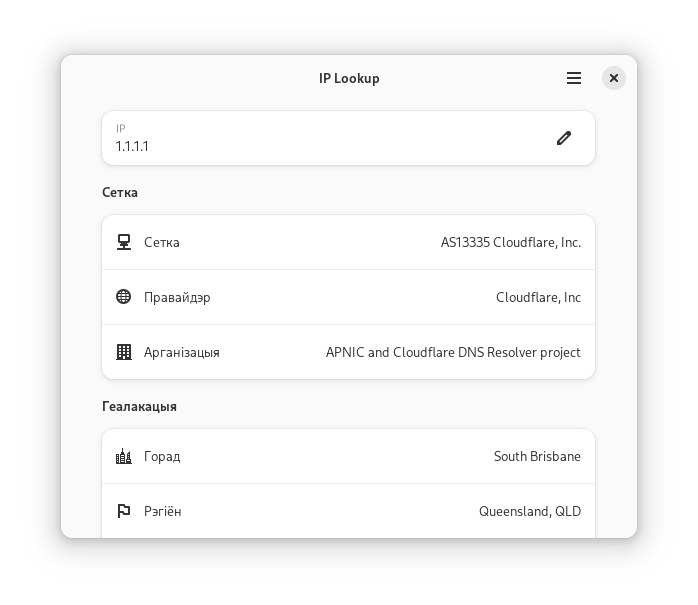 IP Lookup
IP
1.1.1.1
Сетка
Сетка AS13335 Cloudflare, Inc.
Правайдэр Cloudflare, Inc
Арганізацыя APNIC and Cloudflare DNS Resolver project
Геалакацыя
Горад South Brisbane
Рэгіён Queensland, QLD